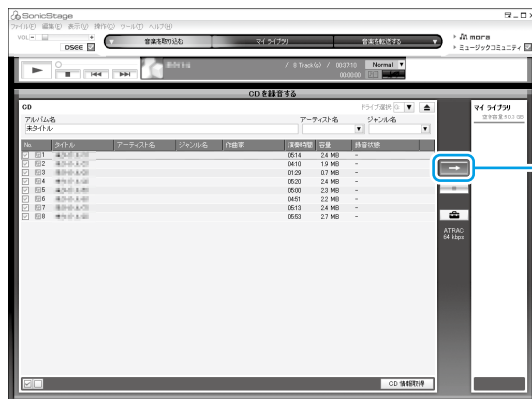 SonicStage
ファイル(F) 編集(E) 表示(V) 操作(O) ツール(T) ヘルプ(H)
VOL - +
DSEE
音楽を取り込む マイ ライブラリ 音楽を転送する
mora
ミュージックコミュニティ
/ 8 Track(s) / 00:37:10 Normal
00:00:00
CDを録音する
CD
ドライブ選択
アルバム名 アーティスト名 ジャンル名
未タイトル
マイ ライブラリ
No. タイトル アーティスト名 ジャンル名 作曲家 演奏時間 容量 録音状態
1 05:14 2.4 MB -
2 04:10 1.9 MB -
3 01:29 0.7 MB -
4 05:20 2.4 MB -
5 05:00 2.3 MB -
6 04:51 2.2 MB -
7 05:13 2.4 MB -
8 05:53 2.7 MB -
ATRAC
64 kbps
CD 情報取得